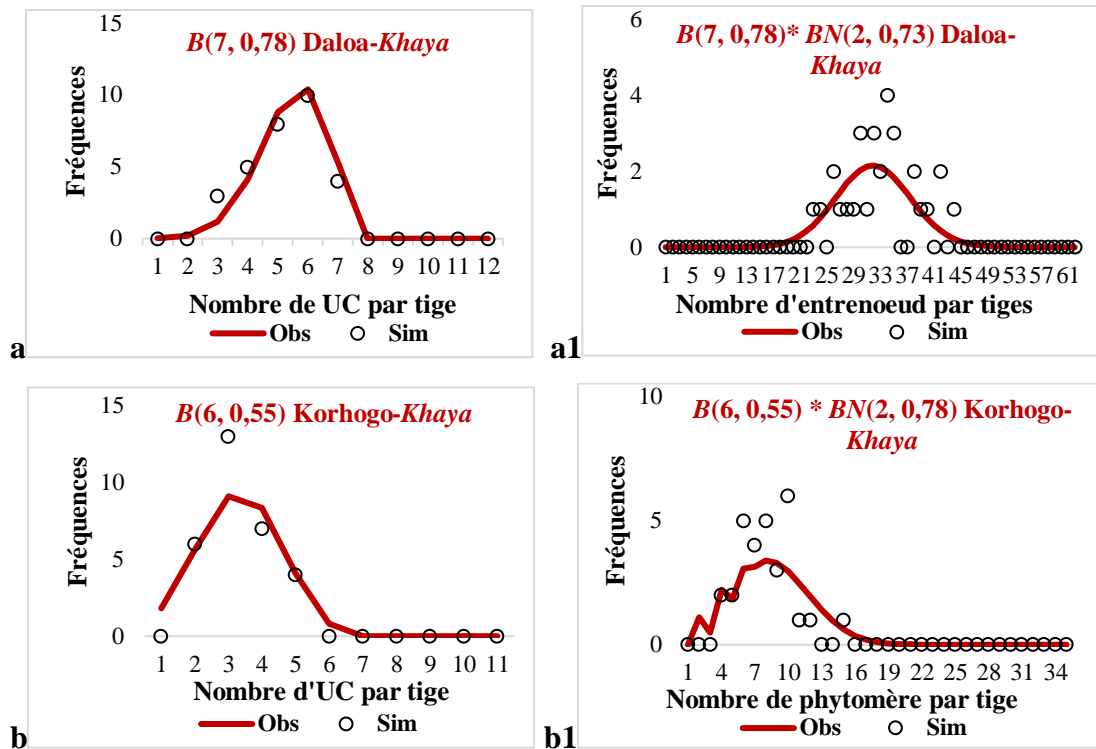 B(7, 0,78) Daloa-Khaya
Fréquences
15
10
5
0
1 2 3 4 5 6 7 8 9 10 11 12
Nombre de UC par tige
Obs Sim
a
B(7, 0,78)* BN(2, 0,73) Daloa-
Khaya
Fréquences
6
4
2
0
1 5 9 13 17 21 25 29 33 37 41 45 49 53 57 61
Nombre d'entrenoeud par tiges
Obs Sim
a1
B(6, 0,55) Korhogo-Khaya
Fréquences
15
10
5
0
1 2 3 4 5 6 7 8 9 10 11
Nombre d'UC par tige
Obs Sim
b
B(6, 0,55) * BN(2, 0,78) Korhogo-
Khaya
Fréquences
10
5
0
1 4 7 10 13 16 19 22 25 28 31 34
Nombre de phytomère par tige
Obs Sim
b1